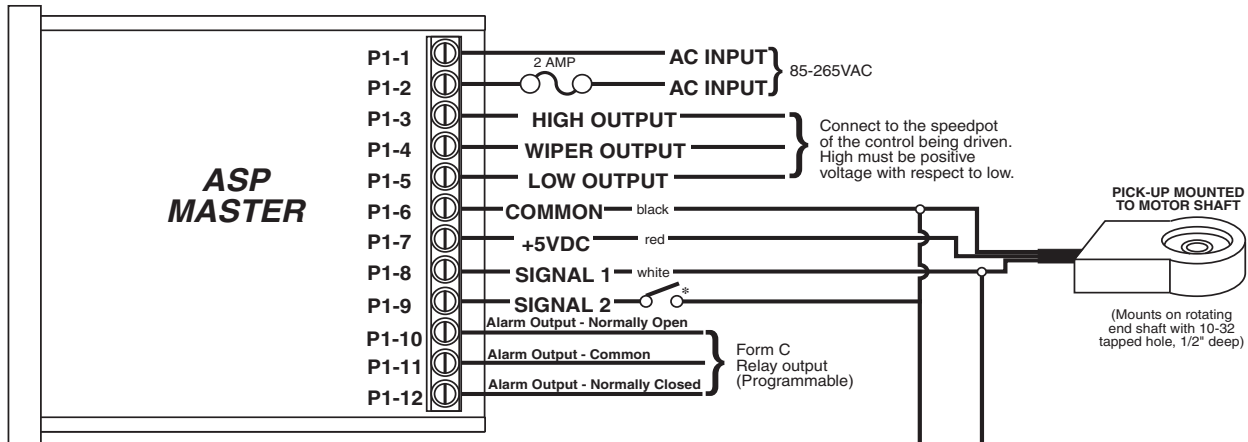 ASP
MASTER
P1-1
AC INPUT
P1-2
2 AMP
AC INPUT
85-265VAC
P1-3
HIGH OUTPUT
P1-4
WIPER OUTPUT
P1-5
LOW OUTPUT
Connect to the speedpot
of the control being driven.
High must be positive
voltage with respect to low.
P1-6
COMMON
black
P1-7
+5VDC
red
P1-8
SIGNAL 1
white
P1-9
SIGNAL 2
*
P1-10
Alarm Output - Normally Open
P1-11
Alarm Output - Common
P1-12
Alarm Output - Normally Closed
Form C
Relay output
(Programmable)
PICK-UP MOUNTED
TO MOTOR SHAFT
(Mounts on rotating
end shaft with 10-32
tapped hole, 1/2" deep)